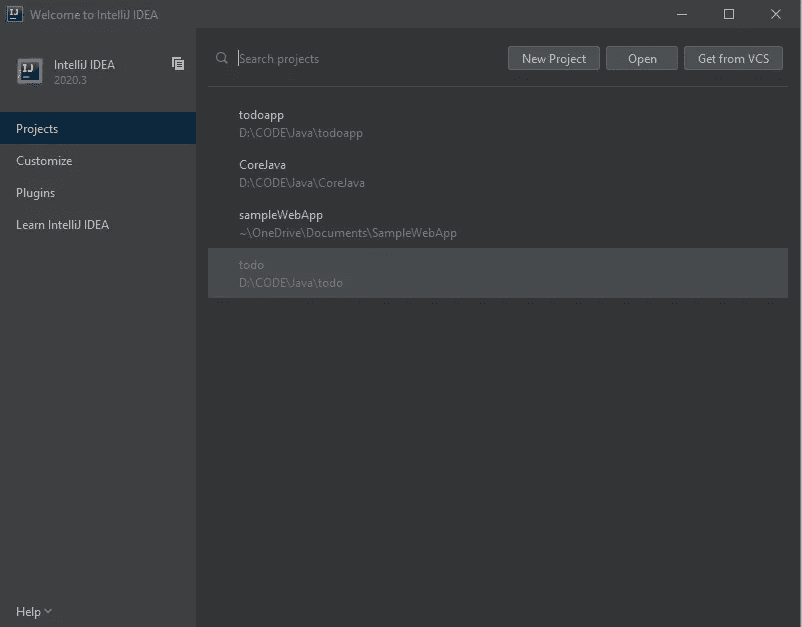 Welcome to IntelliJ IDEA
IJ
IntelliJ IDEA
2020.3
Projects
Customize
Plugins
Learn IntelliJ IDEA
Help
Search projects
New Project
Open
Get from VCS
todoapp
D:\CODE\Java\todoapp
CoreJava
D:\CODE\Java\CoreJava
sampleWebApp
~\OneDrive\Documents\SampleWebApp
todo
D:\CODE\Java\todo